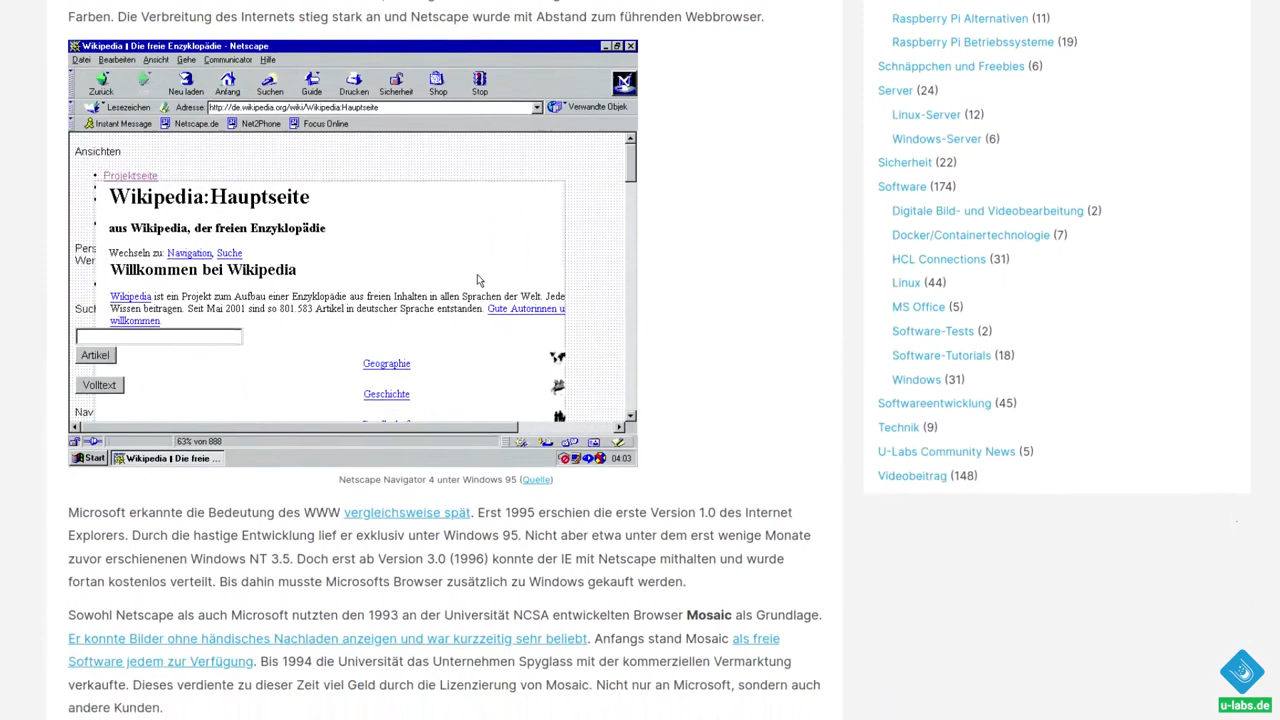 Farben. Die Verbreitung des Internets stieg stark an und Netscape wurde mit Abstand zum führenden Webbrowser.
Wikipedia | Die freie Enzyklopädie - Netscape
Datei Bearbeiten Ansicht Gehe Communicator Hilfe
Zurück Neu laden Anfang Suchen Guide Drucken Sicherheit Shop Stop
Lesezeichen Adresse: http://de.wikipedia.org/wiki/Wikipedia:Hauptseite Verwandte Objek
Instant Message Netscape.de Net2Phone Focus Online
Ansichten
Projektseite
Wikipedia:Hauptseite
aus Wikipedia, der freien Enzyklopädie
Pers
Wechseln zu: Navigation, Suche
Wer
Willkommen bei Wikipedia
Wikipedia ist ein Projekt zum Aufbau einer Enzyklopädie aus freien Inhalten in allen Sprachen der Welt. Jede
Such Wissen beitragen. Seit Mai 2001 sind so 801.583 Artikel in deutscher Sprache entstanden. Gute Autorinnen u
willkommen.
Artikel
Geographie
Volltext
Geschichte
Nav
63% von 888
Start Wikipedia | Die freie ... 04:03
Netscape Navigator 4 unter Windows 95 (Quelle)
Microsoft erkannte die Bedeutung des WWW vergleichsweise spät. Erst 1995 erschien die erste Version 1.0 des Internet
Explorers. Durch die hastige Entwicklung lief er exklusiv unter Windows 95. Nicht aber etwa unter dem erst wenige Monate
zuvor erschienenen Windows NT 3.5. Doch erst ab Version 3.0 (1996) konnte der IE mit Netscape mithalten und wurde
fortan kostenlos verteilt. Bis dahin musste Microsofts Browser zusätzlich zu Windows gekauft werden.
Sowohl Netscape als auch Microsoft nutzten den 1993 an der Universität NCSA entwickelten Browser Mosaic als Grundlage.
Er konnte Bilder ohne händisches Nachladen anzeigen und war kurzzeitig sehr beliebt. Anfangs stand Mosaic als freie
Software jedem zur Verfügung. Bis 1994 die Universität das Unternehmen Spyglass mit der kommerziellen Vermarktung
verkaufte. Dieses verdiente zu dieser Zeit viel Geld durch die Lizenzierung von Mosaic. Nicht nur an Microsoft, sondern auch
andere Kunden.
Raspberry Pi Alternativen (11)
Raspberry Pi Betriebssysteme (19)
Schnäppchen und Freebies (6)
Server (24)
Linux-Server (12)
Windows-Server (6)
Sicherheit (22)
Software (174)
Digitale Bild- und Videobearbeitung (2)
Docker/Containertechnologie (7)
HCL Connections (31)
Linux (44)
MS Office (5)
Software-Tests (2)
Software-Tutorials (18)
Windows (31)
Softwareentwicklung (45)
Technik (9)
U-Labs Community News (5)
Videobeitrag (148)
u-labs.de